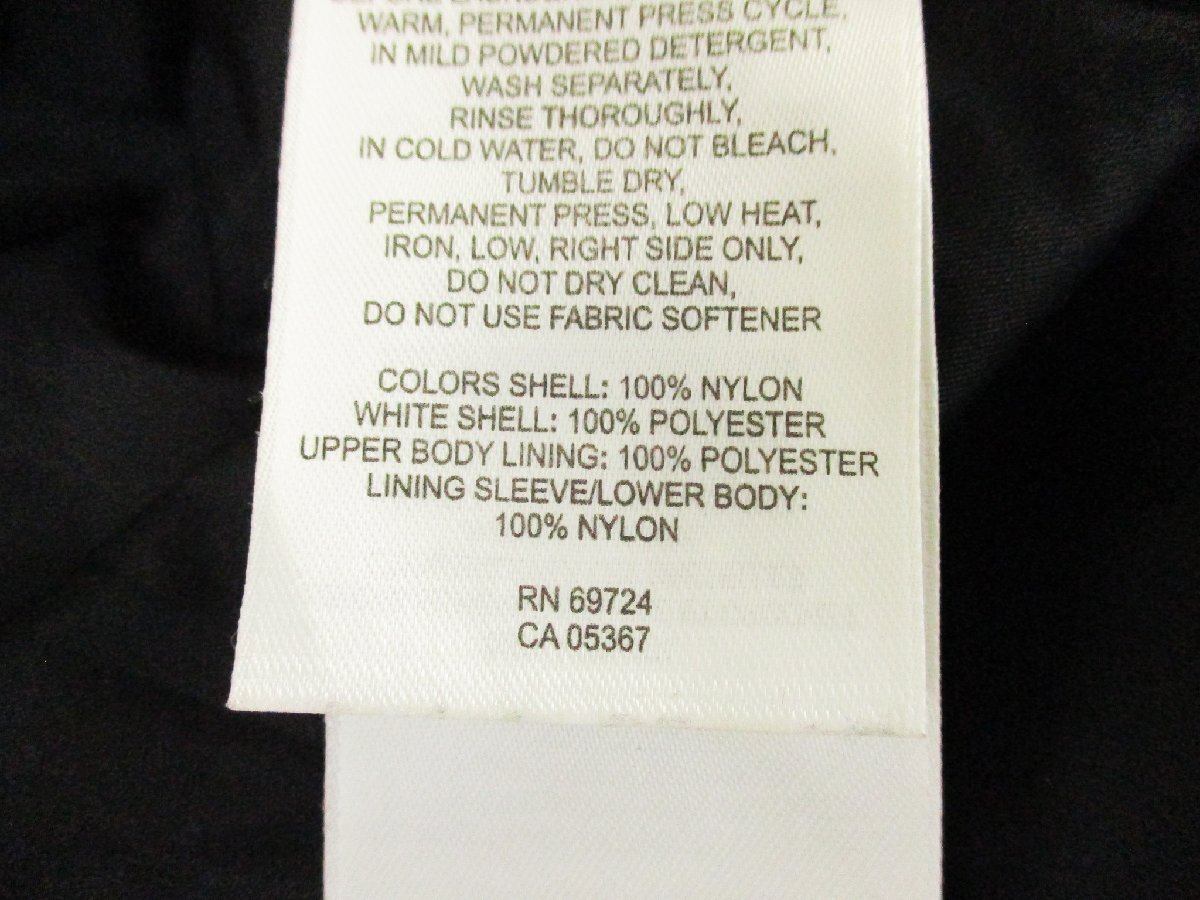 WARM, PERMANENT PRESS CYCLE,
IN MILD POWDERED DETERGENT,
WASH SEPARATELY,
RINSE THOROUGHLY,
IN COLD WATER, DO NOT BLEACH,
TUMBLE DRY,
PERMANENT PRESS, LOW HEAT,
IRON, LOW, RIGHT SIDE ONLY,
DO NOT DRY CLEAN,
DO NOT USE FABRIC SOFTENER
COLORS SHELL: 100% NYLON
WHITE SHELL: 100% POLYESTER
UPPER BODY LINING: 100% POLYESTER
LINING SLEEVE/LOWER BODY:
100% NYLON
RN 69724
CA 05367